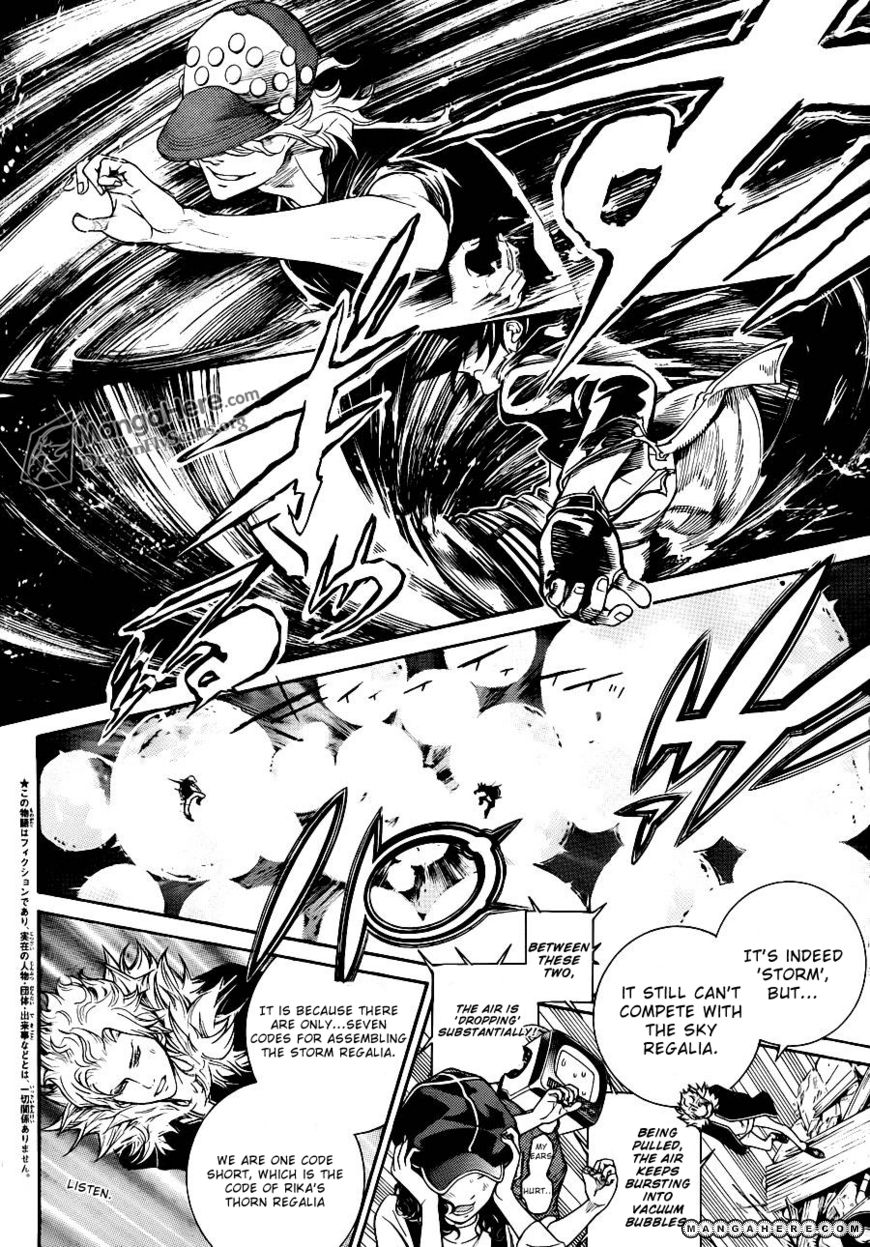 MangaHere.com
★この物語はフィクションであり、実在の人物・団体・出来事などとは、一切関係ありません。
IT'S INDEED
'STORM',
BUT...
IT STILL CAN'T
COMPETE WITH
THE SKY
REGALIA.
BETWEEN
THESE
TWO,
THE AIR IS
'DROPPING'
SUBSTANTIALLY!
BEING
PULLED,
THE AIR
KEEPS
BURSTING
INTO
VACUUM
BUBBLES
MY
EARS
HURT..
IT IS BECAUSE THERE
ARE ONLY...SEVEN
CODES FOR ASSEMBLING
THE STORM REGALIA.
WE ARE ONE CODE
SHORT, WHICH IS THE
CODE OF RIKA'S
THORN REGALIA
LISTEN.
MANGAHERE.COM